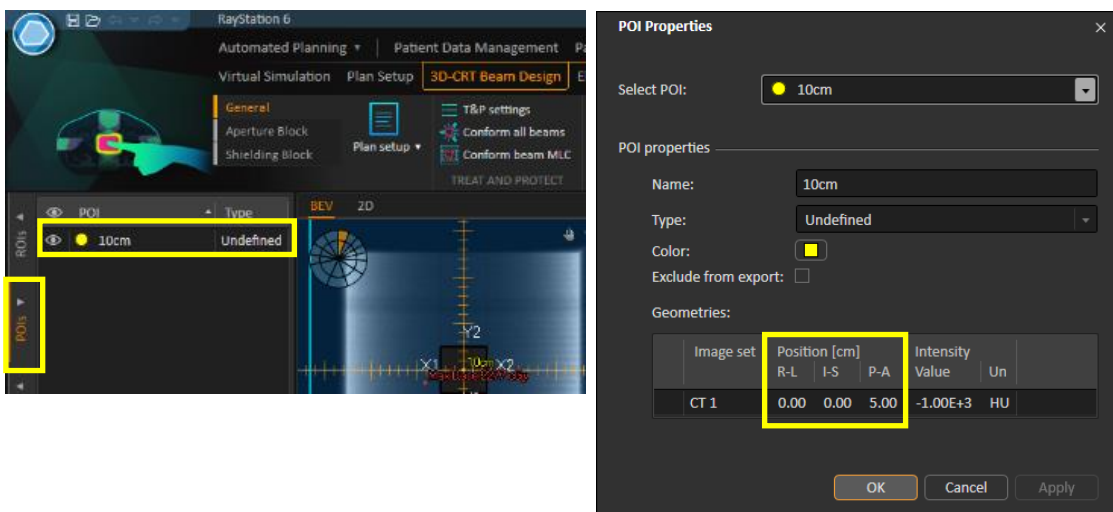 RayStation 6
Automated Planning
Patient Data Management
Pa
Virtual Simulation
Plan Setup
3D-CRT Beam Design
E
General
Aperture Block
Shielding Block
Plan setup
T&P settings
Conform all beams
Conform beam MLC
TREAT AND PROTECT
ROIs
POIs
POI
Type
10cm
Undefined
BEV
2D
Y2
X1
10cm
X2
POI Properties
Select POI:
10cm
POI properties
Name:
10cm
Type:
Undefined
Color:
Exclude from export:
Geometries:
Image set
Position [cm]
Intensity
R-L
I-S
P-A
Value
Un
CT 1
0.00
0.00
5.00
-1.00E+3
HU
OK
Cancel
Apply